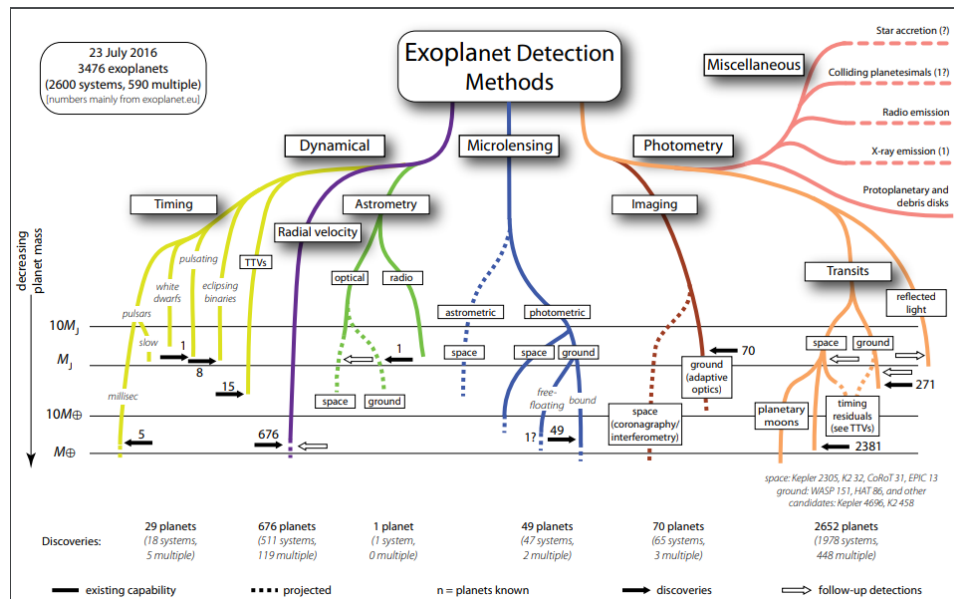 23 July 2016
3476 exoplanets
(2600 systems, 590 multiple)
[numbers mainly from exoplanet.eu]
Exoplanet Detection
Methods
Miscellaneous
Star accretion (?)
Colliding planetesimals (1?)
Radio emission
X-ray emission (1)
Protoplanetary and
debris disks
Dynamical
Microlensing
Photometry
Timing
Astrometry
Imaging
Radial velocity
Transits
decreasing
planet mass
pulsars
slow
white
dwarfs
pulsating
eclipsing
binaries
TTVs
millisec
optical
radio
space
ground
astrometric
photometric
space
space
ground
free-
floating
bound
ground
(adaptive
optics)
space
(coronagraphy/
interferometry)
reflected
light
space
ground
planetary
moons
timing
residuals
(see TTVs)
10MJ
MJ
10M⊕
M⊕
1
8
15
5
676
1
1?
49
70
271
2381
space: Kepler 2305, K2 32, CoRoT 31, EPIC 13
ground: WASP 151, HAT 86, and other
candidates: Kepler 4696, K2 458
Discoveries:
29 planets
(18 systems,
5 multiple)
676 planets
(511 systems,
119 multiple)
1 planet
(1 system,
0 multiple)
49 planets
(47 systems,
2 multiple)
70 planets
(65 systems,
3 multiple)
2652 planets
(1978 systems,
448 multiple)
existing capability
projected
n = planets known
discoveries
follow-up detections